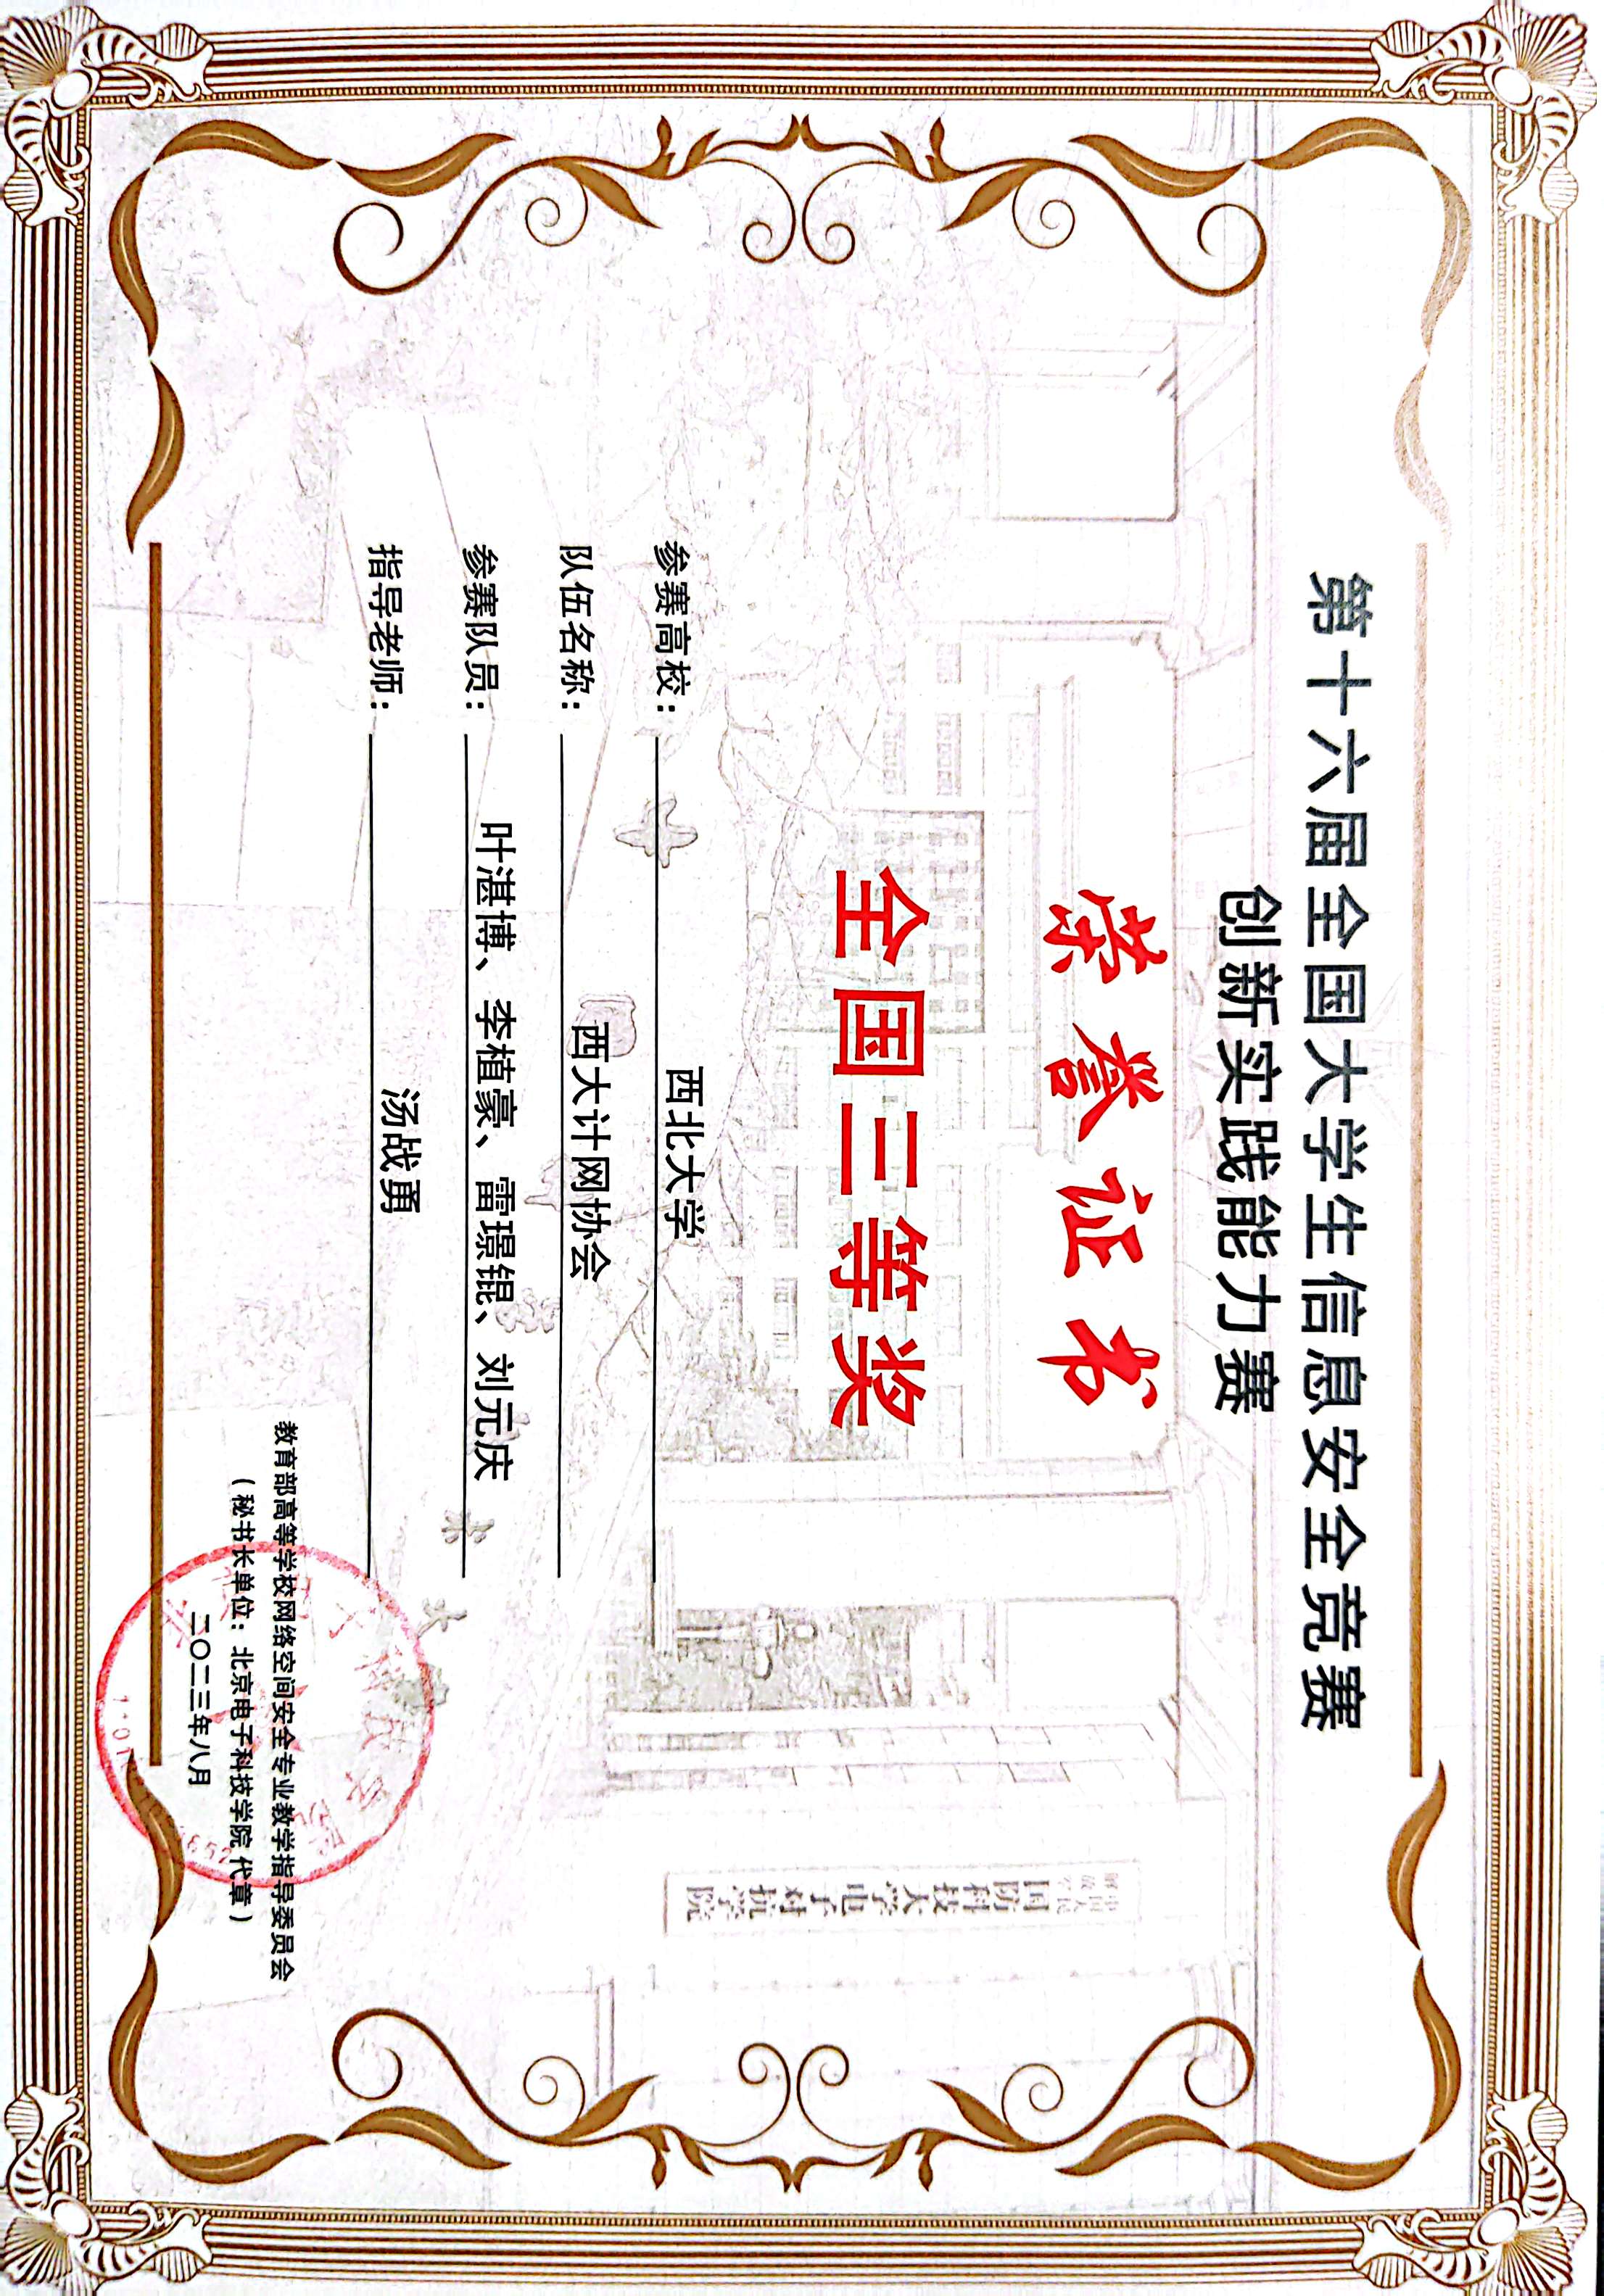 第十六届全国大学生信息安全竞赛
创新实践能力赛
荣誉证书
全国三等奖
参赛高校： 西北大学
队伍名称： 西大计网协会
参赛队员： 叶湛博、李植豪、雷璟锟、刘元庆
指导老师： 汤战勇
教育部高等学校网络空间安全专业教学指导委员会
（秘书长单位：北京电子科技学院 代章）
二〇二三年八月
国防科技大学电子对抗学院